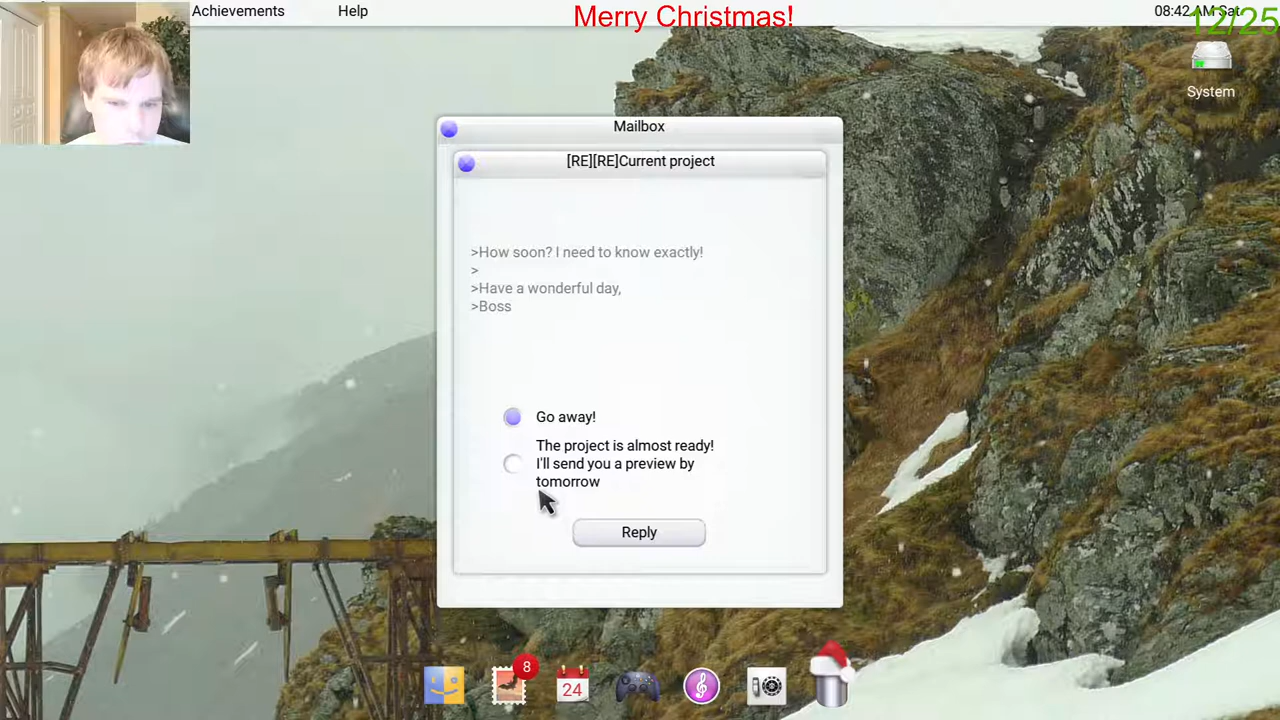 Achievements
Help
Merry Christmas!
08:42 AM Sat
12/25
System
Mailbox
[RE][RE]Current project
>How soon? I need to know exactly!
>
>Have a wonderful day,
>Boss
Go away!
The project is almost ready!
I'll send you a preview by
tomorrow
Reply
8
24